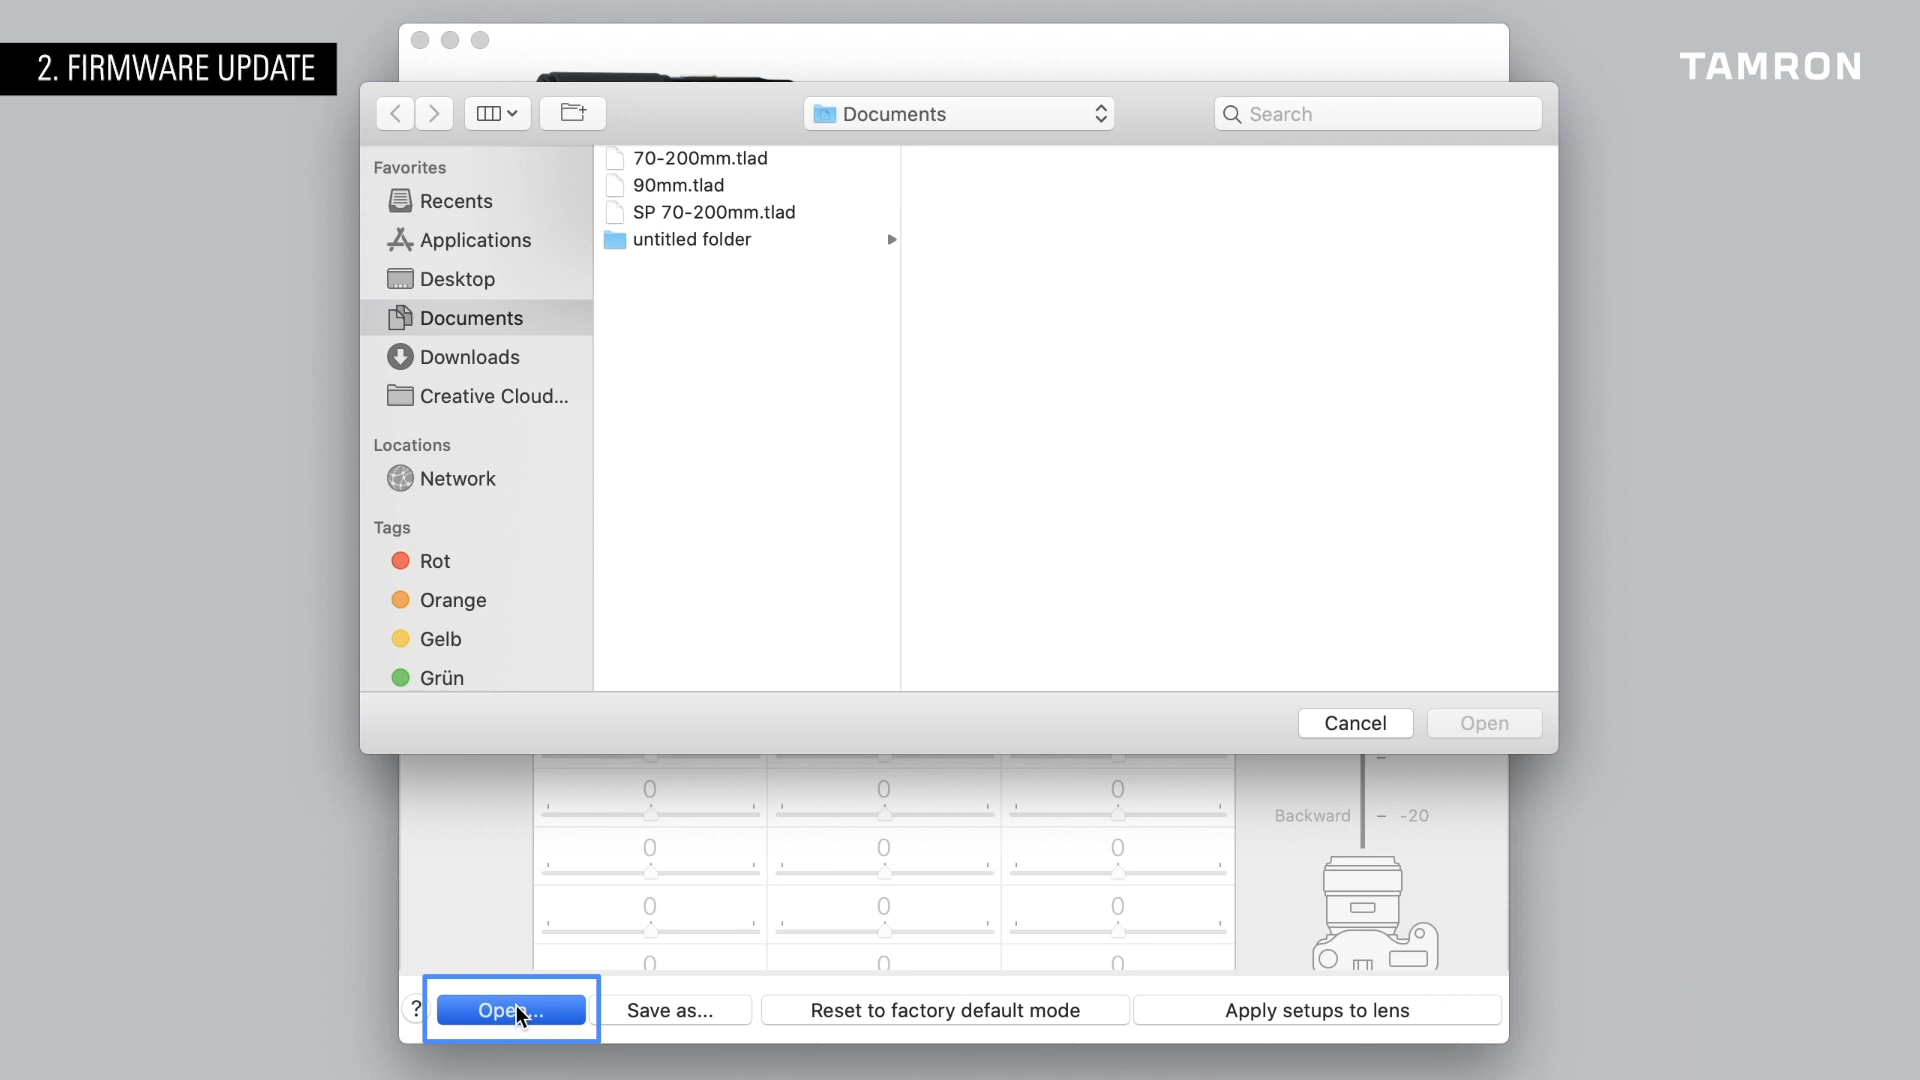 2. FIRMWARE UPDATE
TAMRON
Documents
Search
Favorites
Recents
Applications
Desktop
Documents
Downloads
Creative Cloud...
Locations
Network
Tags
Rot
Orange
Gelb
Grün
70-200mm.tlad
90mm.tlad
SP 70-200mm.tlad
untitled folder
Cancel
Open
0 0 0
Backward -20
0 0 0
0 0 0
0 0 0
?
Save as...
Reset to factory default mode
Apply setups to lens